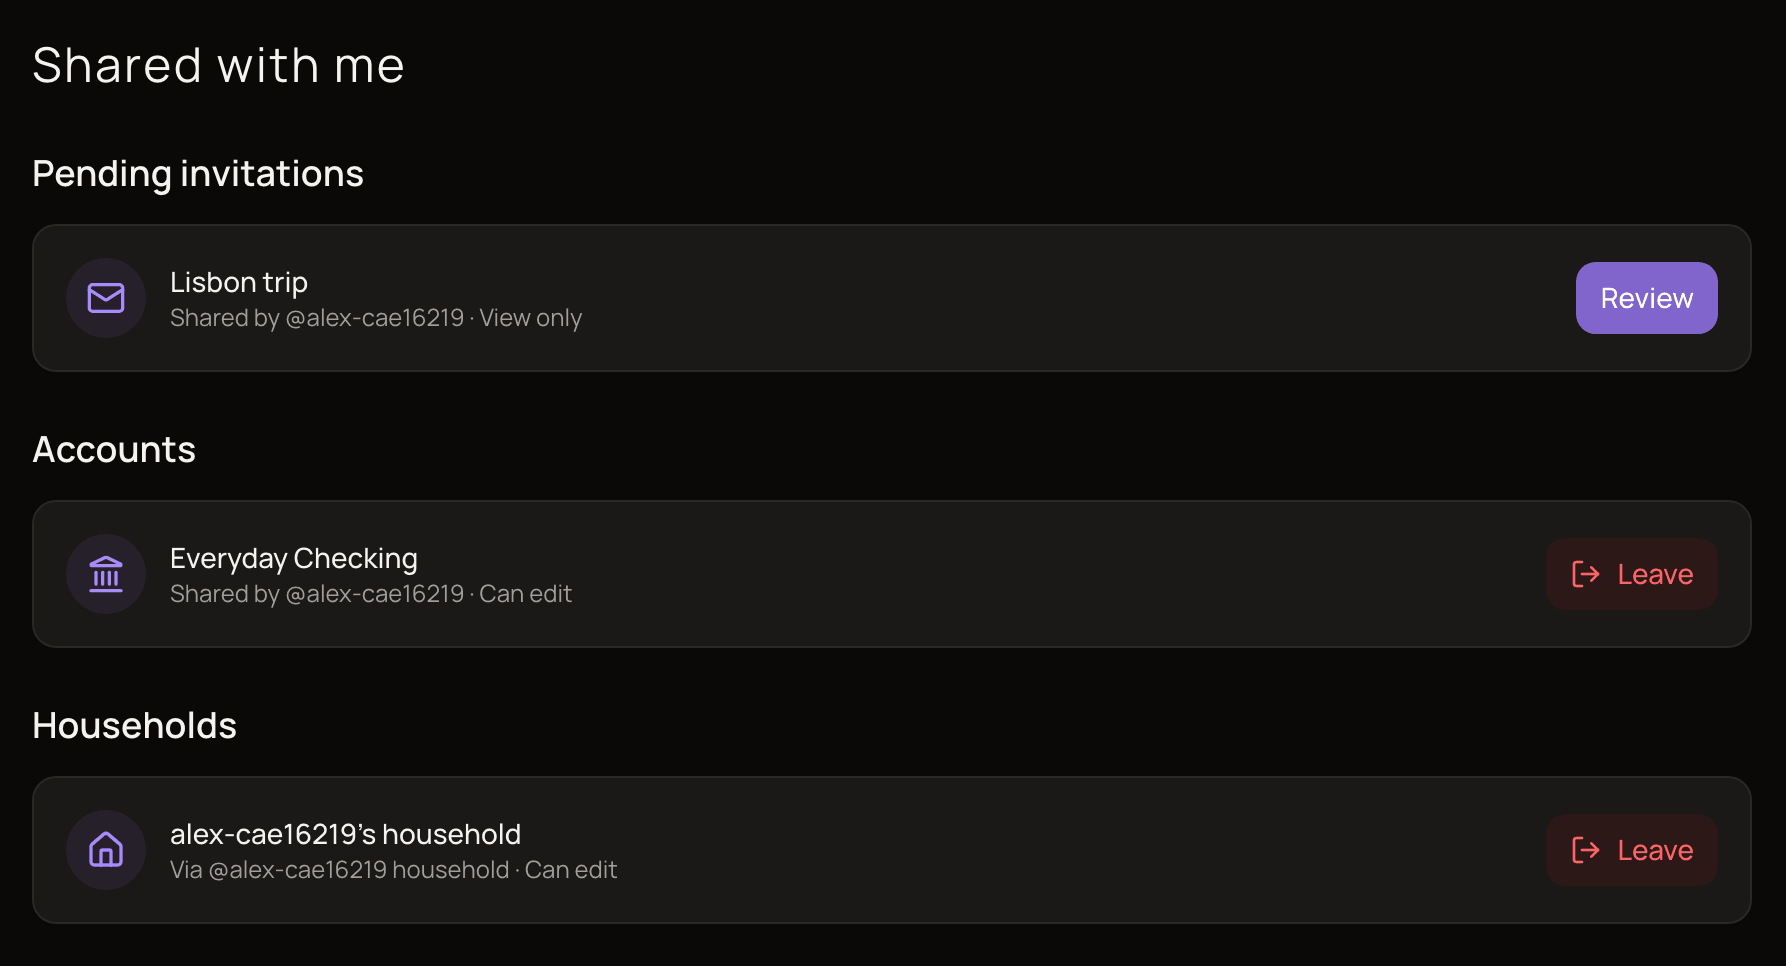 Shared with me
Pending invitations
Lisbon trip
Shared by @alex-cae16219 · View only
Review
Accounts
Everyday Checking
Shared by @alex-cae16219 · Can edit
Leave
Households
alex-cae16219’s household
Via @alex-cae16219 household · Can edit
Leave